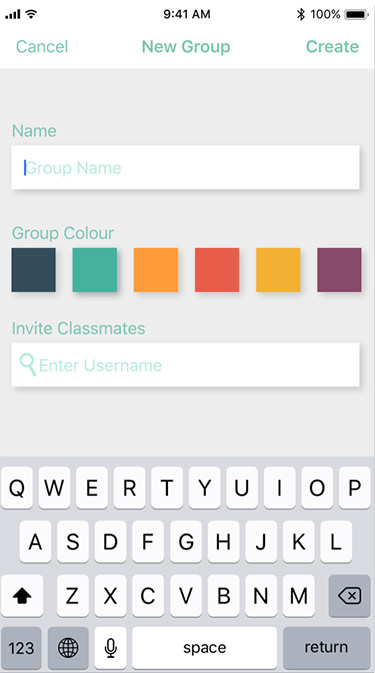 9:41 AM 100%
Cancel New Group Create
Name
Group Name
Group Colour
Invite Classmates
Enter Username
Q W E R T Y U I O P
A S D F G H J K L
Z X C V B N M
123 space return